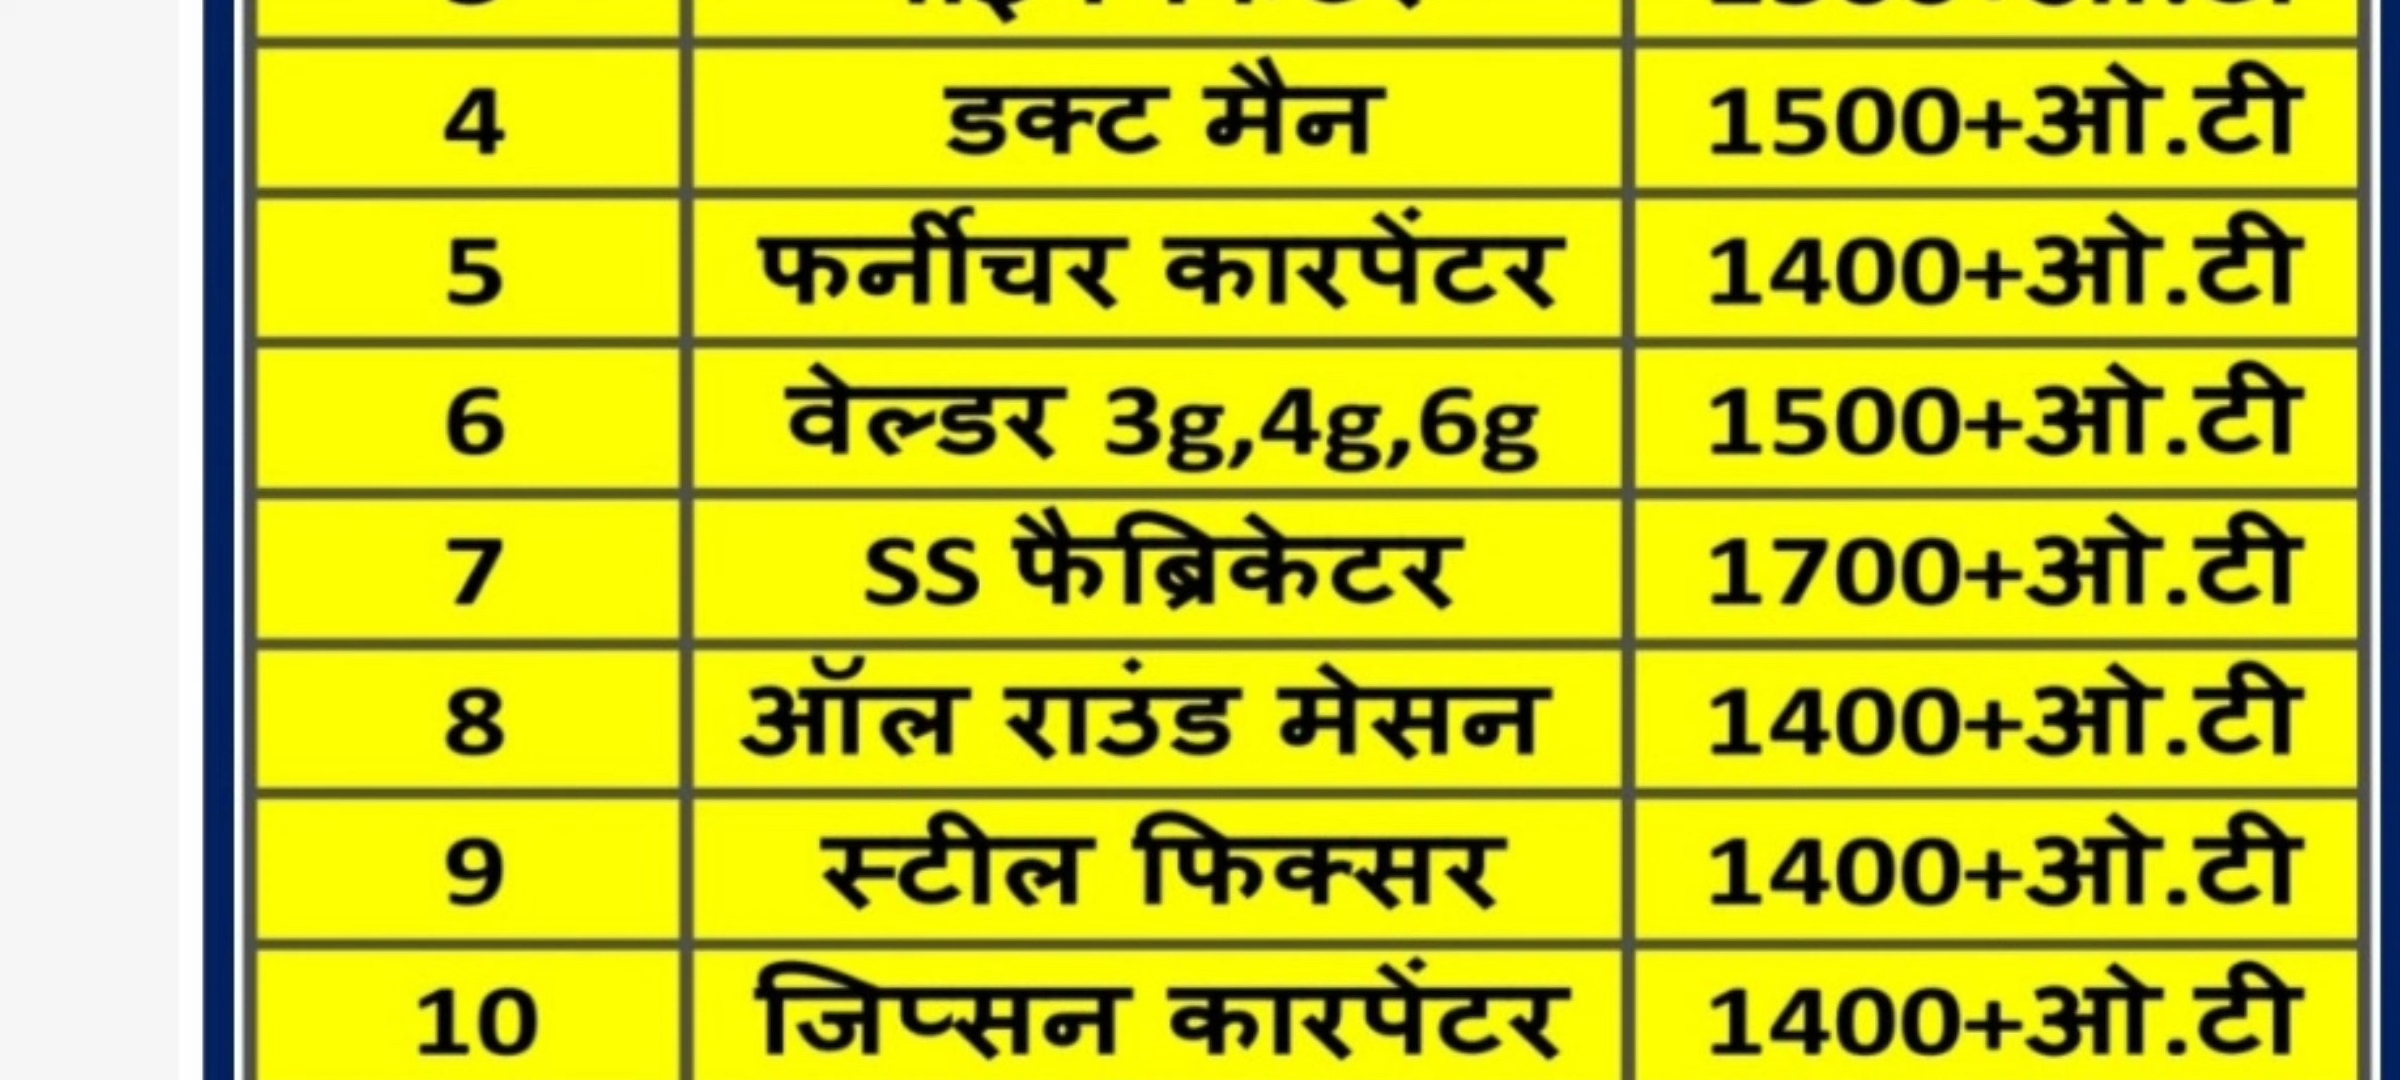 4 डक्ट मैन 1500+ओ.टी
5 फर्नीचर कारपेंटर 1400+ओ.टी
6 वेल्डर 3g,4g,6g 1500+ओ.टी
7 SS फैब्रिकेटर 1700+ओ.टी
8 ऑल राउंड मेसन 1400+ओ.टी
9 स्टील फिक्सर 1400+ओ.टी
10 जिप्सन कारपेंटर 1400+ओ.टी